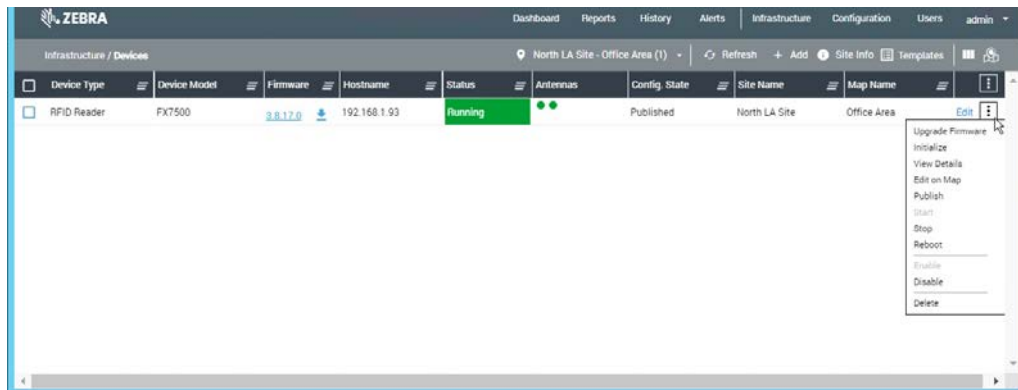 ZEBRA
Dashboard Reports History Alerts Infrastructure Configuration Users admin
Infrastructure / Devices North LA Site - Office Area (1) Refresh + Add Site Info Templates
Device Type Device Model Firmware Hostname Status Antennas Config. State Site Name Map Name
RFID Reader FX7500 3.8.17.0 192.168.1.93 Running Published North LA Site Office Area Edit
Upgrade Firmware
Initialize
View Details
Edit on Map
Publish
Start
Stop
Reboot
Enable
Disable
Delete